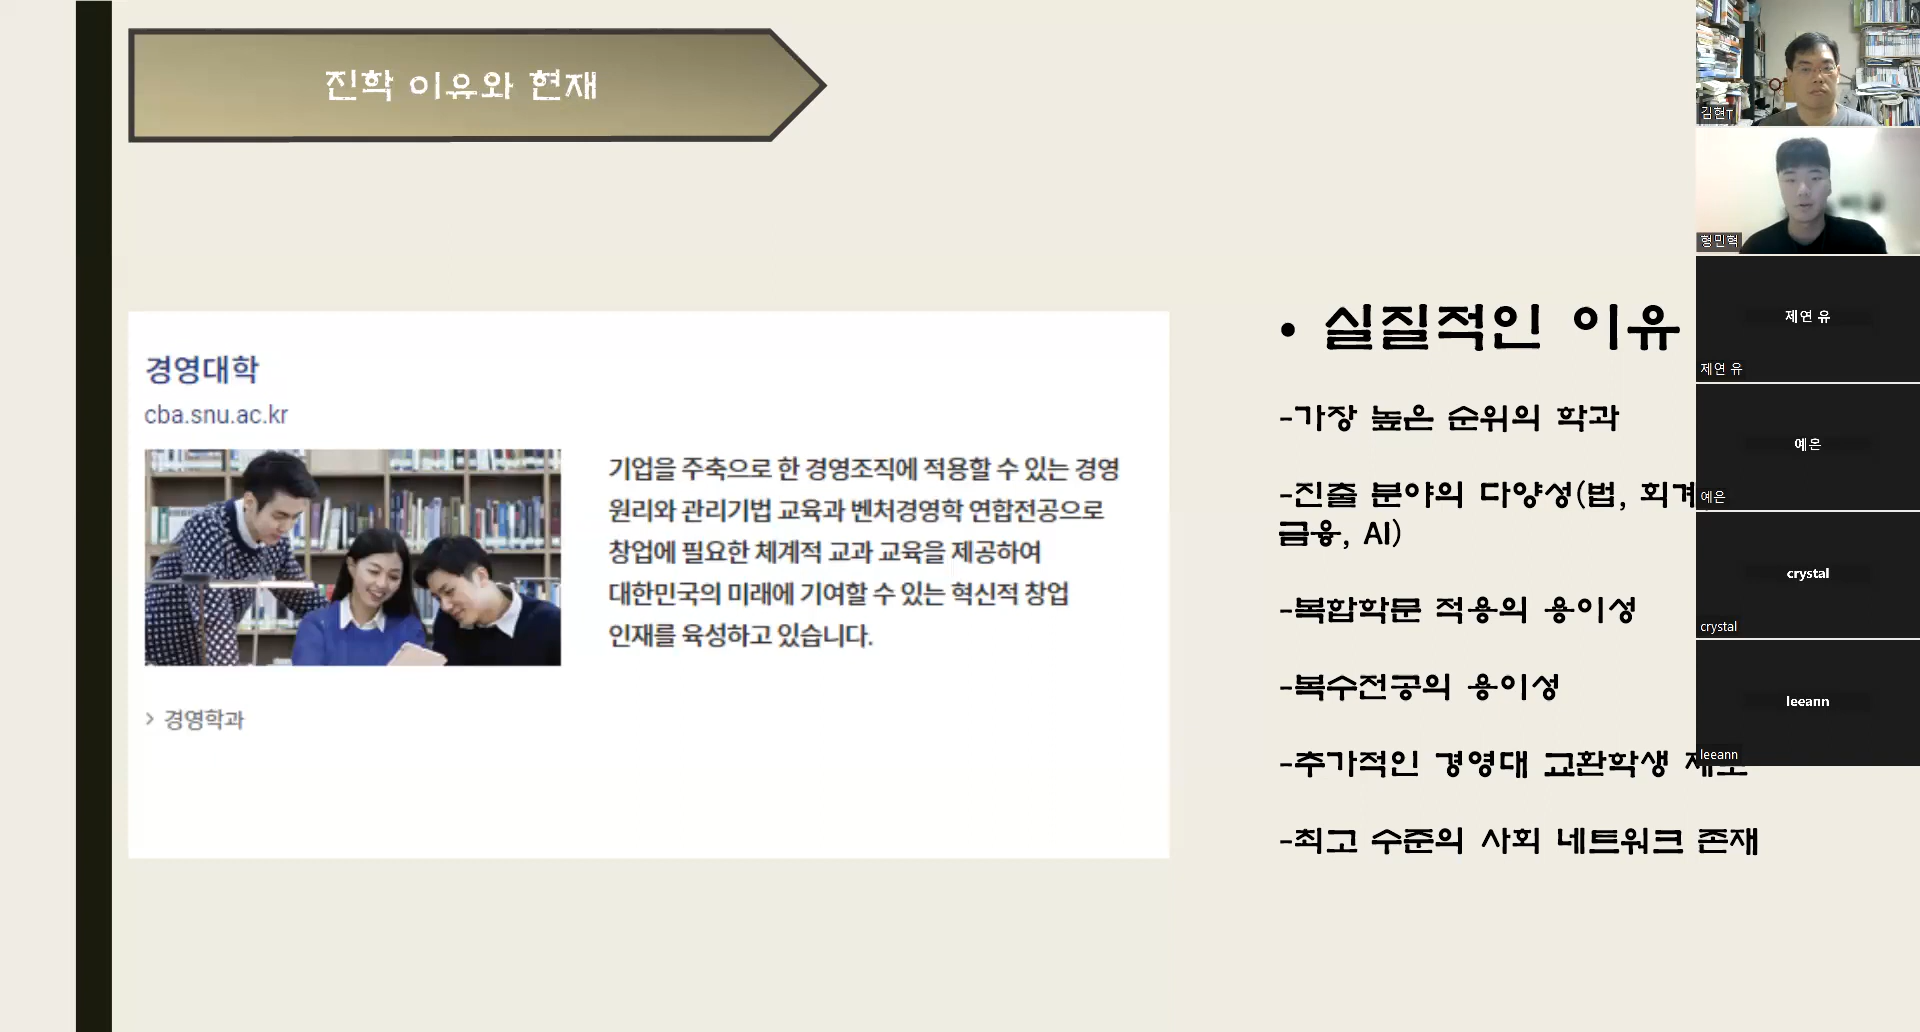 진학 이유와 현재
경영대학
cba.snu.ac.kr
기업을 주축으로 한 경영조직에 적용할 수 있는 경영
원리와 관리기법 교육과 벤처경영학 연합전공으로
창업에 필요한 체계적 교과 교육을 제공하여
대한민국의 미래에 기여할 수 있는 혁신적 창업
인재를 육성하고 있습니다.
> 경영학과
• 실질적인 이유
-가장 높은 순위의 학과
-진출 분야의 다양성(법, 회계
금융, AI)
-복합학문 적용의 용이성
-복수전공의 용이성
-추가적인 경영대 교환학생
-최고 수준의 사회 네트워크 존재
김현T
형민혁
제연 유
제연 유
예은
예은
crystal
crystal
leeann
leeann